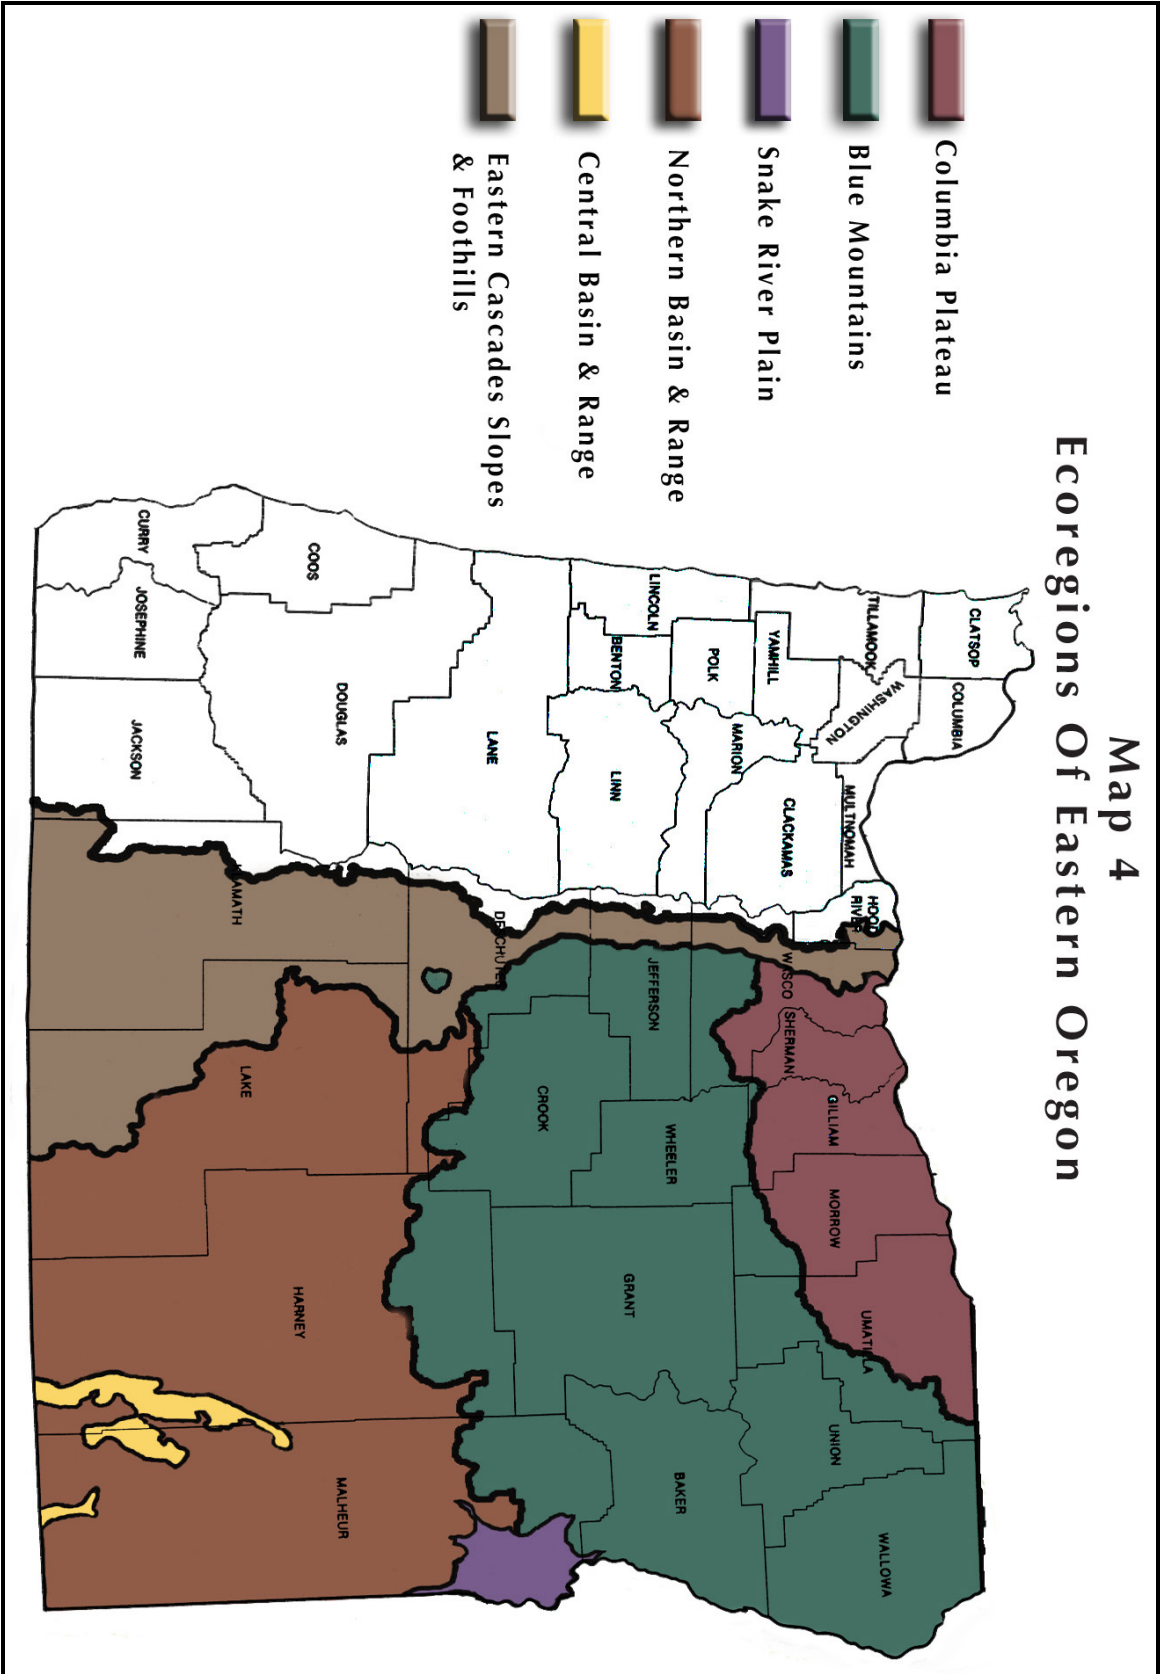 Map 4
Ecoregions Of Eastern Oregon
Columbia Plateau
Blue Mountains
Snake River Plain
Northern Basin & Range
Central Basin & Range
Eastern Cascades Slopes
& Foothills
CLATSOP
COLUMBIA
TILLAMOOK
WASHINGTON
MULTNOMAH
HOOD
RIVER
YAMHILL
CLACKAMAS
WASCO
SHERMAN
GILLIAM
MORROW
UMATILLA
UNION
WALLOWA
POLK
MARION
LINCOLN
BENTON
LINN
JEFFERSON
WHEELER
GRANT
BAKER
LANE
DESCHUTES
CROOK
COOS
DOUGLAS
CURRY
JOSEPHINE
JACKSON
AMATH
LAKE
HARNEY
MALHEUR